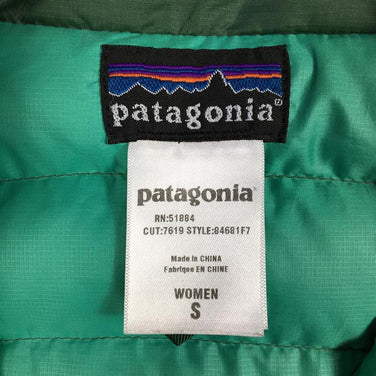 patagonia
patagonia
RN:51884
CUT:7619 STYLE:84681F7
Made in CHINA
Fabriqué EN CHINE
WOMEN
S